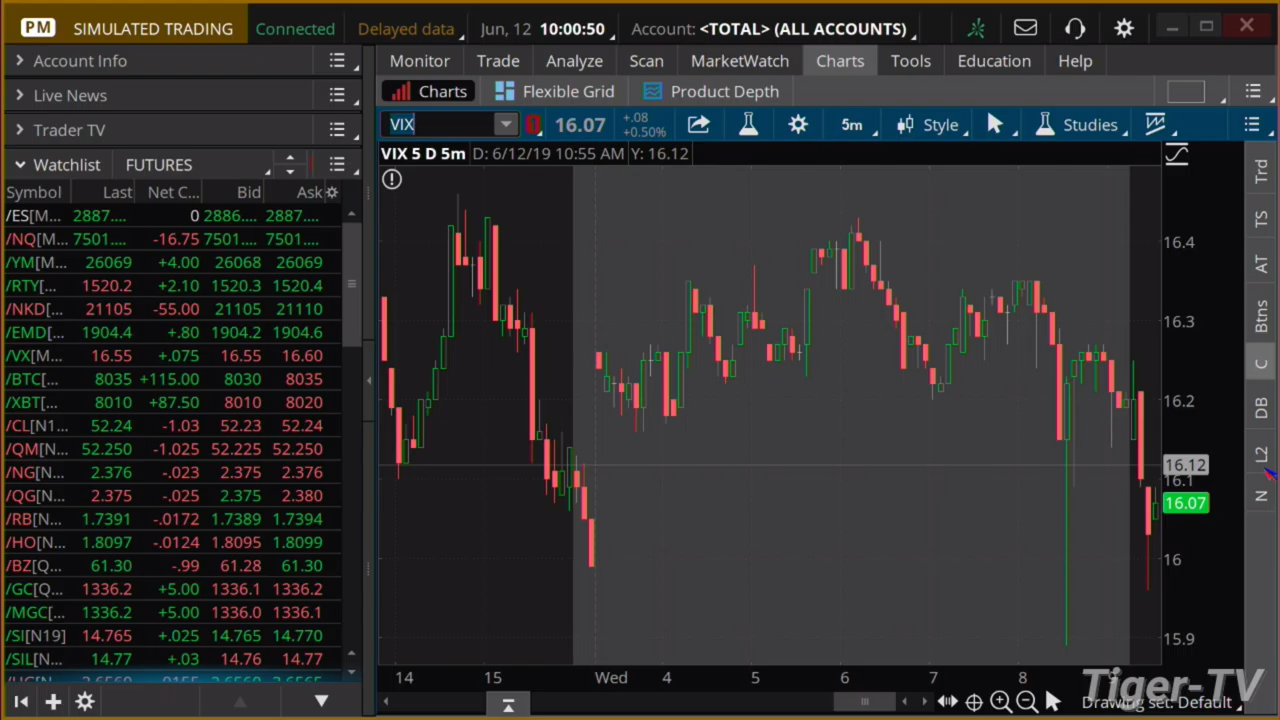 PM SIMULATED TRADING Connected Delayed data Jun, 12 10:00:50 Account: <TOTAL> (ALL ACCOUNTS)
Account Info
Live News
Trader TV
Watchlist FUTURES
Symbol Last Net C... Bid Ask
/ES[M... 2887.... 0 2886.... 2887....
/NQ[M... 7501.... -16.75 7501.... 7501....
/YM[M... 26069 +4.00 26068 26069
/RTY[... 1520.2 +2.10 1520.3 1520.4
/NKD[... 21105 -55.00 21105 21110
/EMD[... 1904.4 +.80 1904.2 1904.6
/VX[M... 16.55 +.075 16.55 16.60
/BTC[... 8035 +115.00 8030 8035
/XBT[... 8010 +87.50 8010 8020
/CL[N1... 52.24 -1.03 52.23 52.24
/QM[N... 52.250 -1.025 52.225 52.250
/NG[N... 2.376 -.023 2.375 2.376
/QG[N... 2.375 -.025 2.375 2.380
/RB[N... 1.7391 -.0172 1.7389 1.7394
/HO[N... 1.8097 -.0124 1.8095 1.8099
/BZ[Q... 61.30 -.99 61.28 61.30
/GC[Q... 1336.2 +5.00 1336.1 1336.2
/MGC[... 1336.2 +5.00 1336.0 1336.1
/SI[N19] 14.765 +.025 14.765 14.770
/SIL[N... 14.77 +.03 14.76 14.77
Monitor Trade Analyze Scan MarketWatch Charts Tools Education Help
Charts Flexible Grid Product Depth
VIX 16.07 +.08 +0.50% 5m Style Studies
VIX 5 D 5m D: 6/12/19 10:55 AM Y: 16.12
16.4
16.3
16.2
16.12
16.1
16.07
16
15.9
14 15 Wed 4 5 6 7 8
Trd
TS
AT
Btns
C
DB
L2
N
Drawing set: Default
Tiger-TV